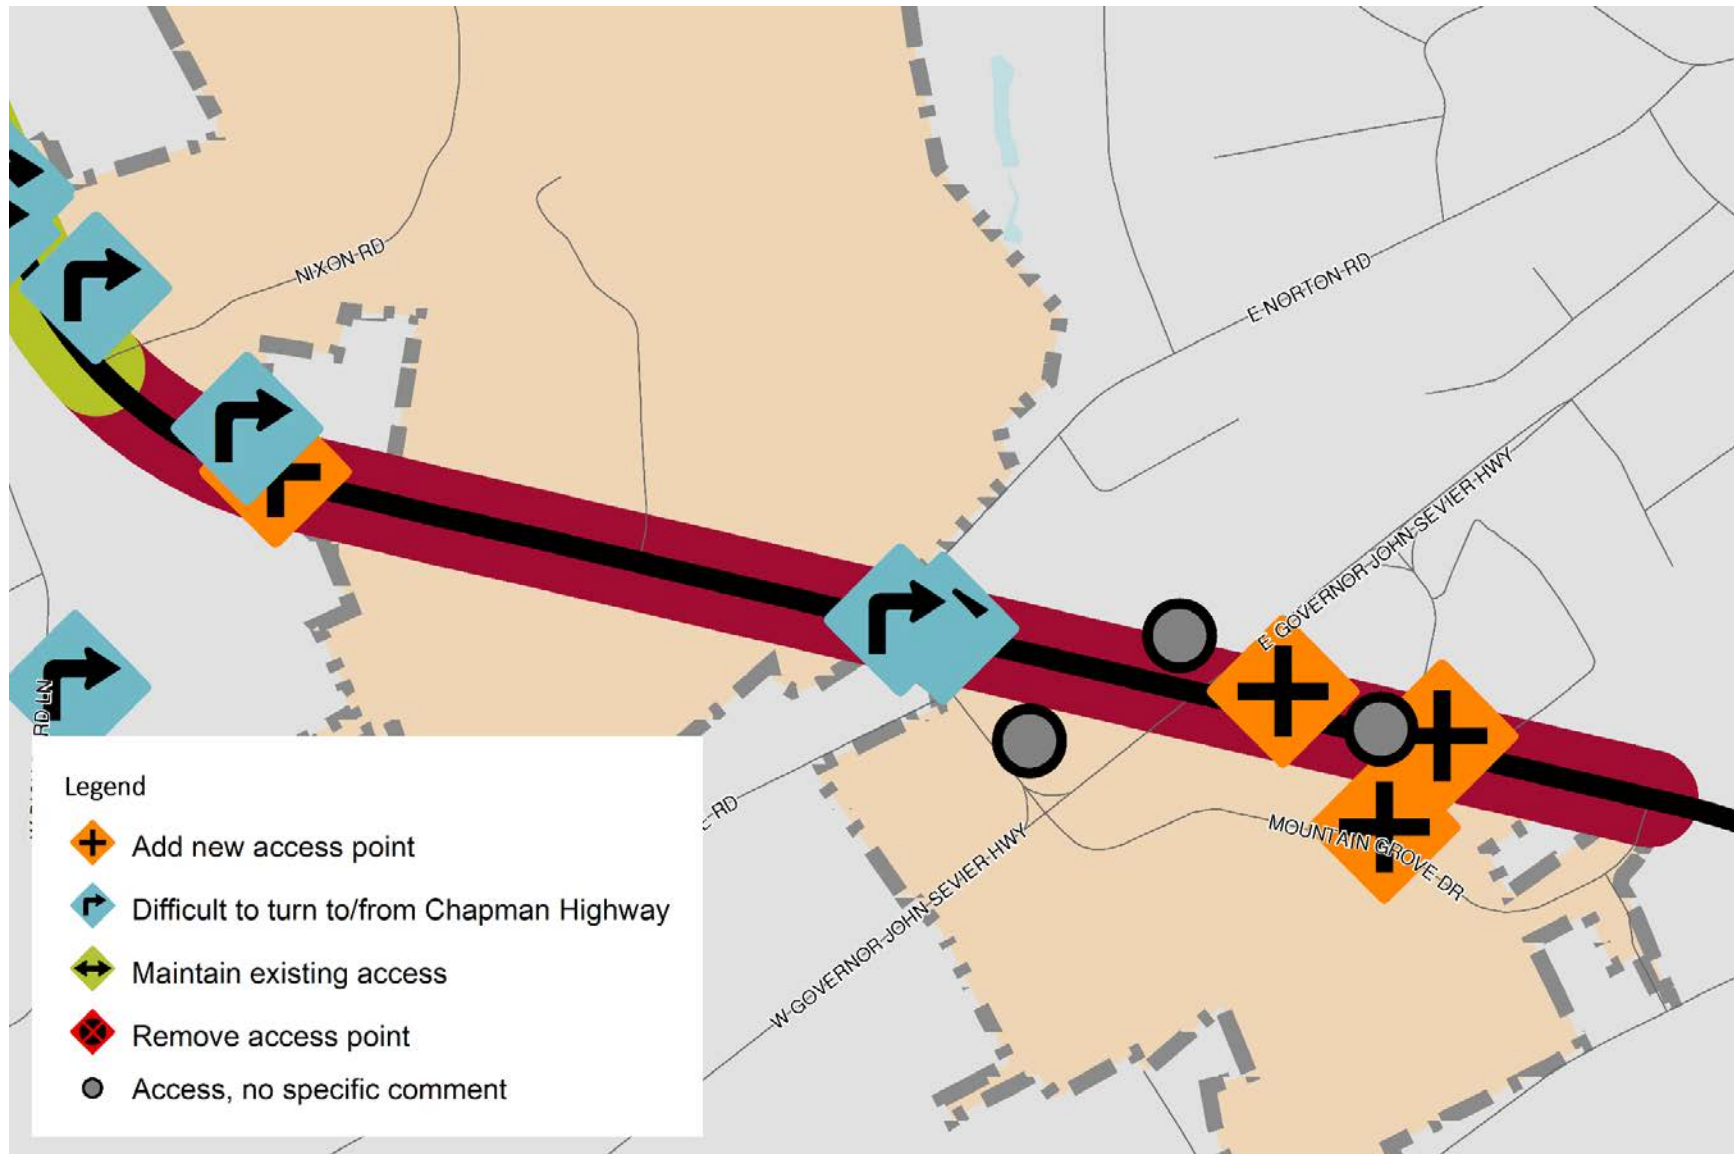 NIXON RD
E NORTON RD
E GOVERNOR JOHN SEVIER HWY
RD LN
E RD
MOUNTAIN GROVE DR
W GOVERNOR JOHN SEVIER HWY
Legend
Add new access point
Difficult to turn to/from Chapman Highway
Maintain existing access
Remove access point
Access, no specific comment